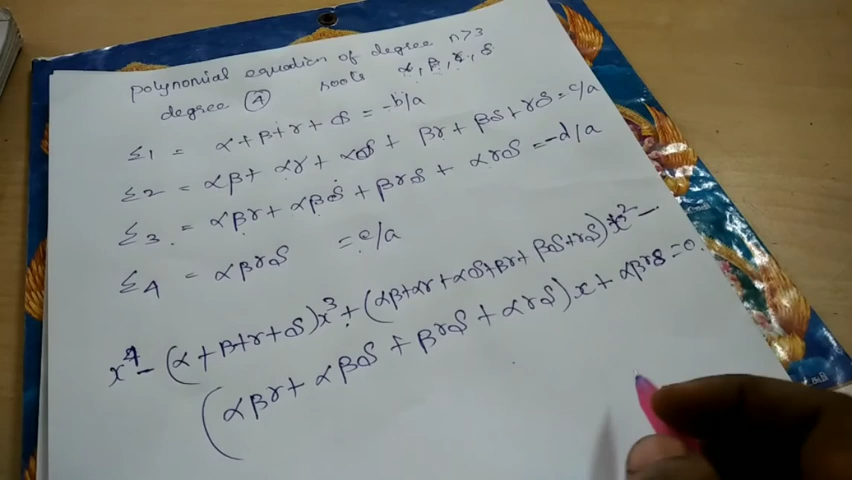 polynomial equation of degree n>3
degree ④ roots α, β, γ, δ
Σ1 = α+β+γ+δ = -b/a
Σ2 = αβ+ αγ+ αδ+ βγ+βδ+γδ=c/a
Σ3 = αβγ+αβδ+βγδ+ αγδ=-d/a
Σ4 = αβγδ = e/a
x⁴-(α+β+γ+δ)x³+(αβ+αγ+αδ+βγ+βδ+γδ)x²-
(αβγ+αβδ+βγδ+αγδ)x+αβγδ=0.